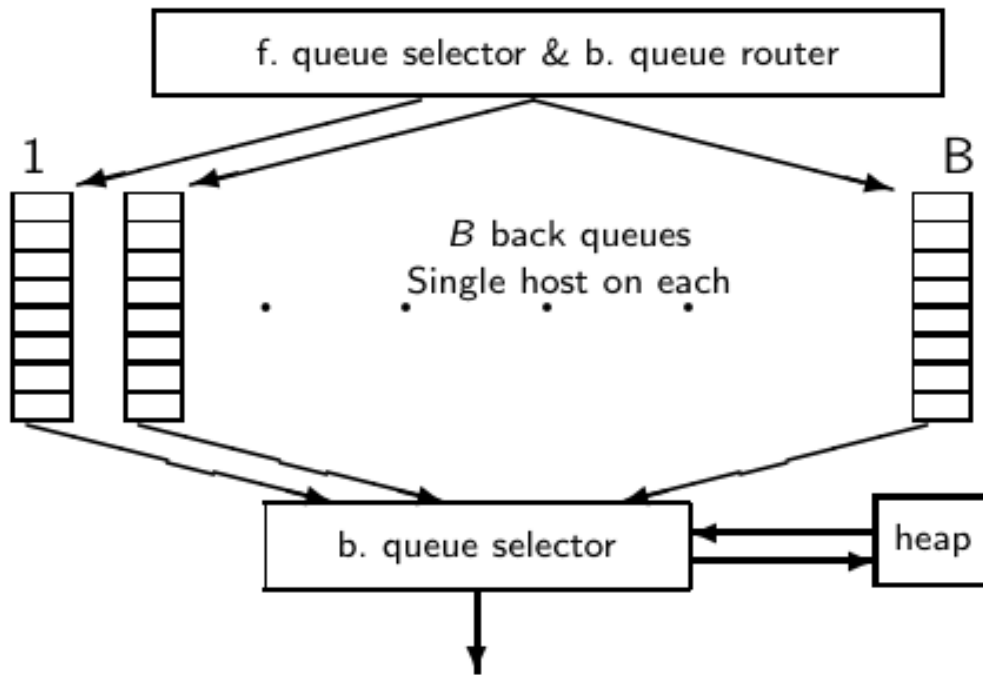 f. queue selector & b. queue router
1
B
B back queues
Single host on each
b. queue selector
heap